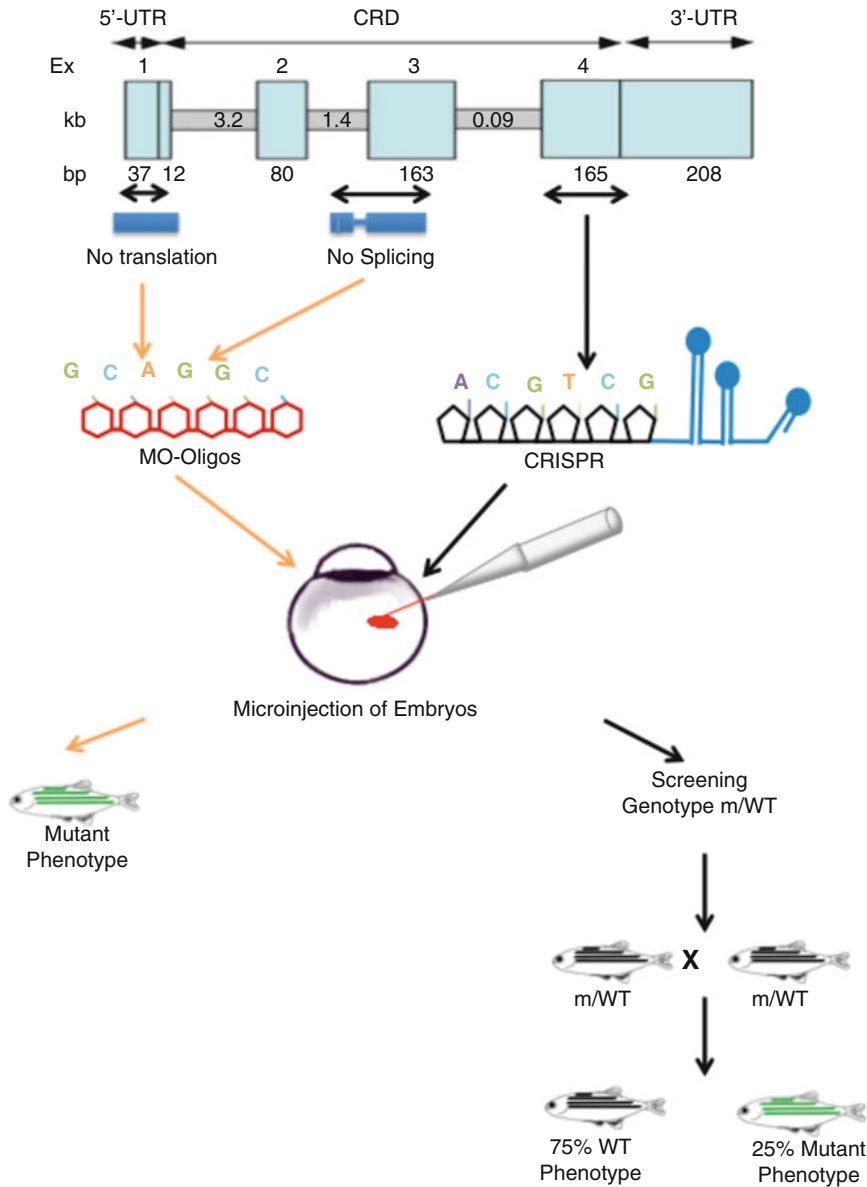 5'-UTR CRD 3'-UTR
Ex 1 2 3 4
kb 3.2 1.4 0.09
bp 37 12 80 163 165 208
No translation No Splicing
G C A G G C
A C G T C G
MO-Oligos CRISPR
Microinjection of Embryos
Mutant
Phenotype
Screening
Genotype m/WT
X
m/WT m/WT
75% WT
Phenotype
25% Mutant
Phenotype